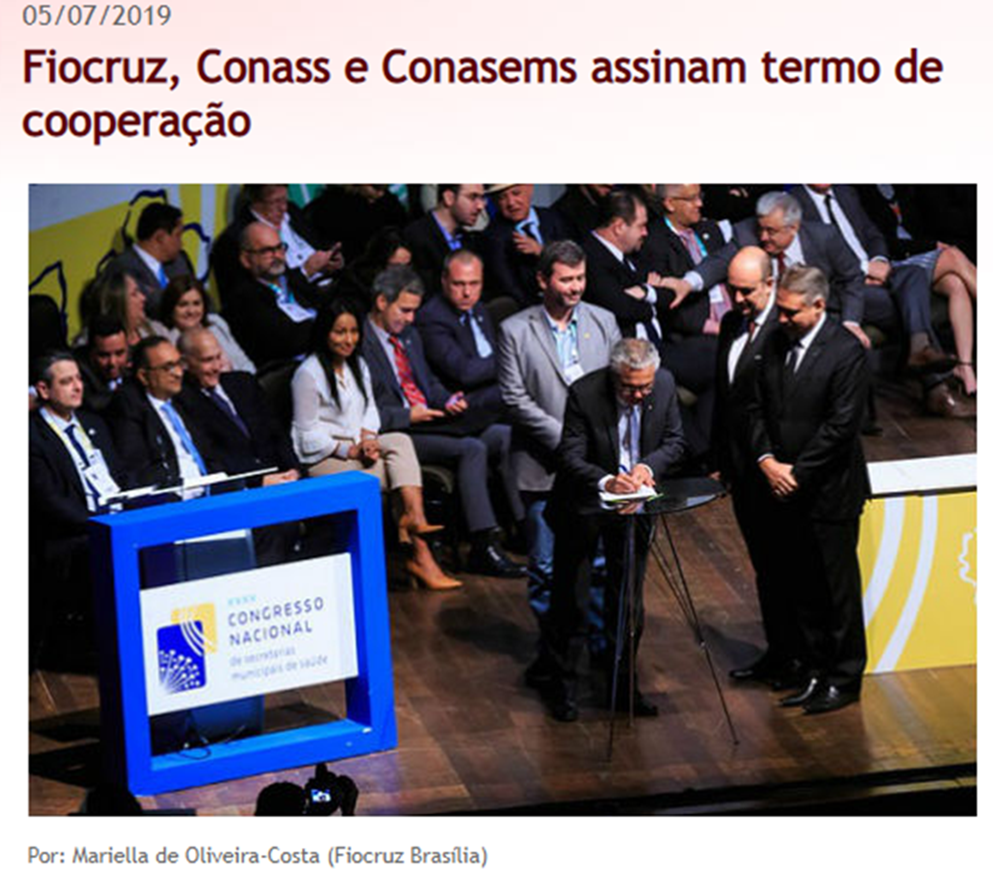 05/07/2019
Fiocruz, Conass e Conasems assinam termo de
cooperação
XXXV
CONGRESSO
NACIONAL
de secretarias
municipais de saúde
Por: Mariella de Oliveira-Costa (Fiocruz Brasília)